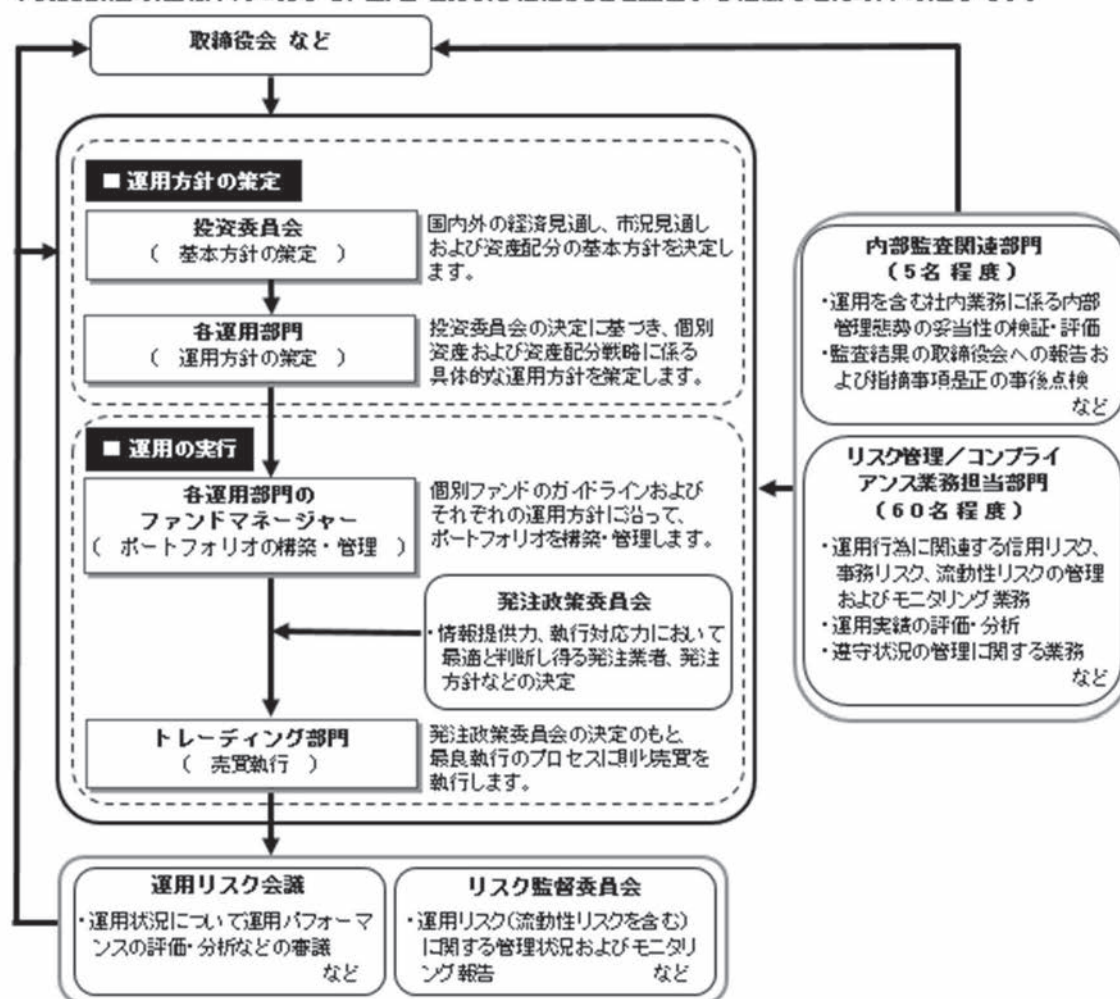 取締役会 など
■ 運用方針の策定
投資委員会
( 基本方針の策定 )
国内外の経済見通し、市況見通し
および資産配分の基本方針を決定し
ます。
各運用部門
( 運用方針の策定 )
投資委員会の決定に基づき、個別
資産および資産配分戦略に係る
具体的な運用方針を策定します。
■ 運用の実行
各運用部門の
ファンドマネージャー
( ポートフォリオの構築・管理 )
個別ファンドのガイドラインおよび
それぞれの運用方針に沿って、
ポートフォリオを構築・管理します。
発注政策委員会
・情報提供力、執行対応力において
最適と判断し得る発注業者、発注
方針などの決定
トレーディング部門
( 売買執行 )
発注政策委員会の決定のもと、
最良執行のプロセスに則り売買を
執行します。
内部監査関連部門
(5名程度)
・運用を含む社内業務に係る内部
管理態勢の妥当性の検証・評価
・監査結果の取締役会への報告お
よび指摘事項是正の事後点検
など
リスク管理/コンプライ
アンス業務担当部門
(60名程度)
・運用行為に関連する信用リスク、
事務リスク、流動性リスクの管理
およびモニタリング業務
・運用実績の評価・分析
・遵守状況の管理に関する業務
など
運用リスク会議
・運用状況について運用パフォーマ
ンスの評価・分析などの審議
など
リスク監督委員会
・運用リスク(流動性リスクを含む)
に関する管理状況およびモニタリ
ング報告 など